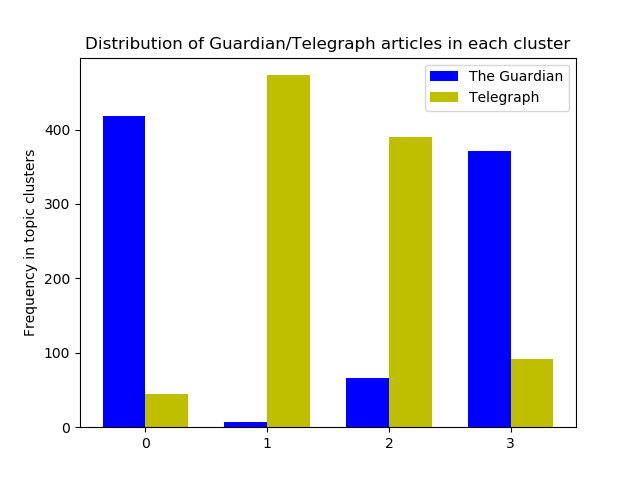 Distribution of Guardian/Telegraph articles in each cluster
The Guardian
Telegraph
Frequency in topic clusters
400
300
200
100
0
0 1 2 3